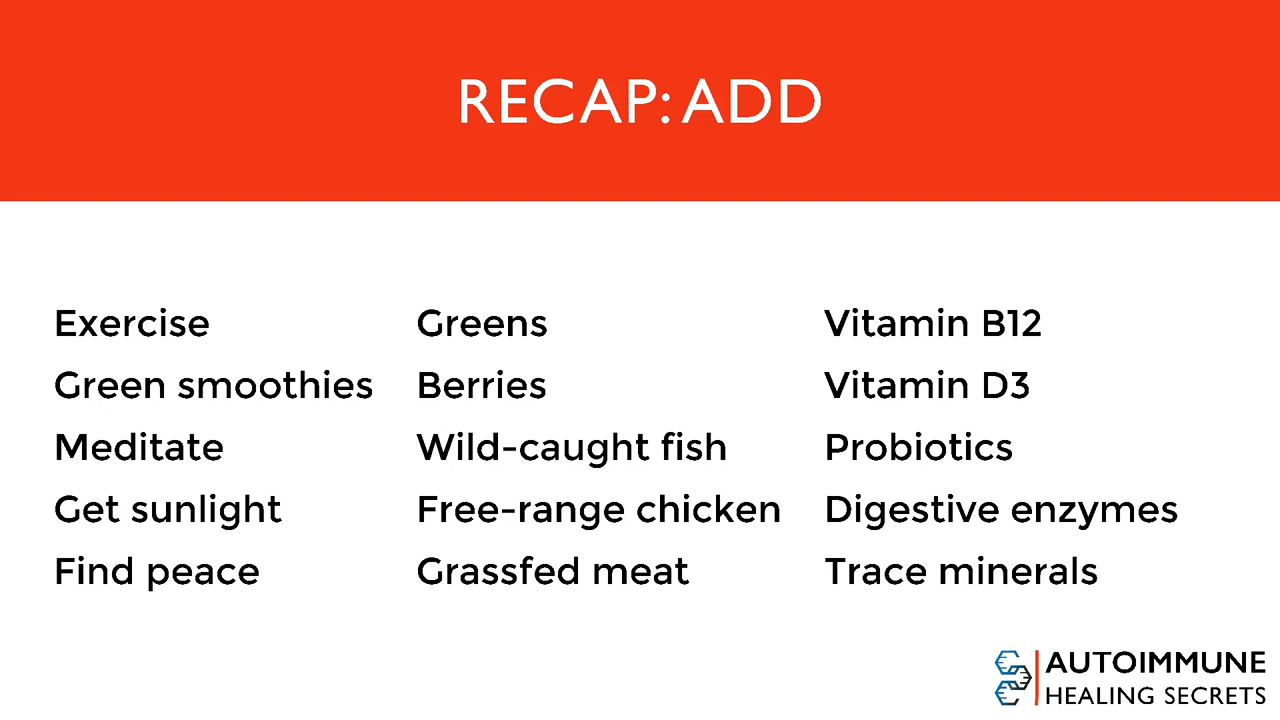 RECAP: ADD
Exercise
Green smoothies
Meditate
Get sunlight
Find peace
Greens
Berries
Wild-caught fish
Free-range chicken
Grassfed meat
Vitamin B12
Vitamin D3
Probiotics
Digestive enzymes
Trace minerals
AUTOIMMUNE
HEALING SECRETS